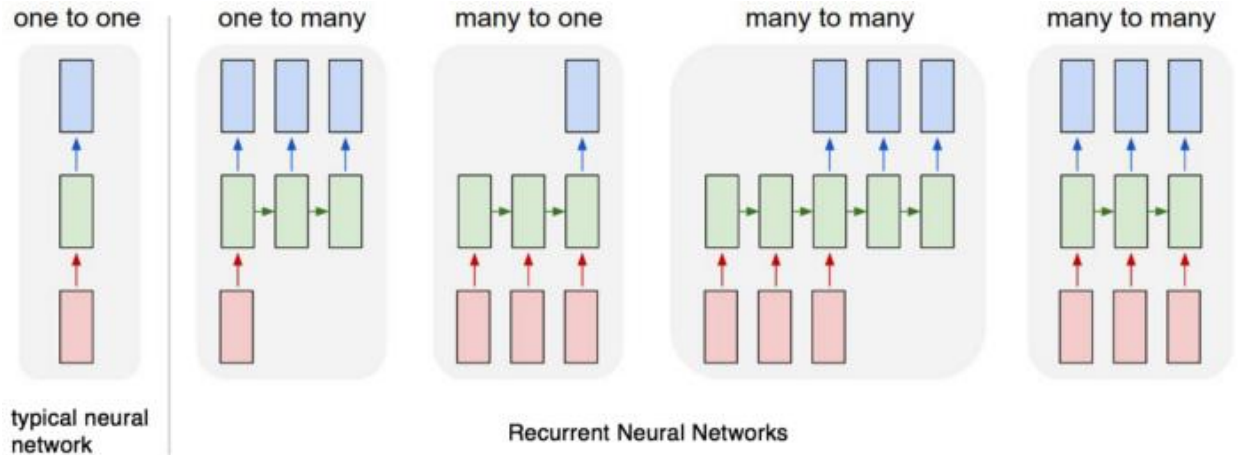 one to one
one to many
many to one
many to many
many to many
typical neural
network
Recurrent Neural Networks